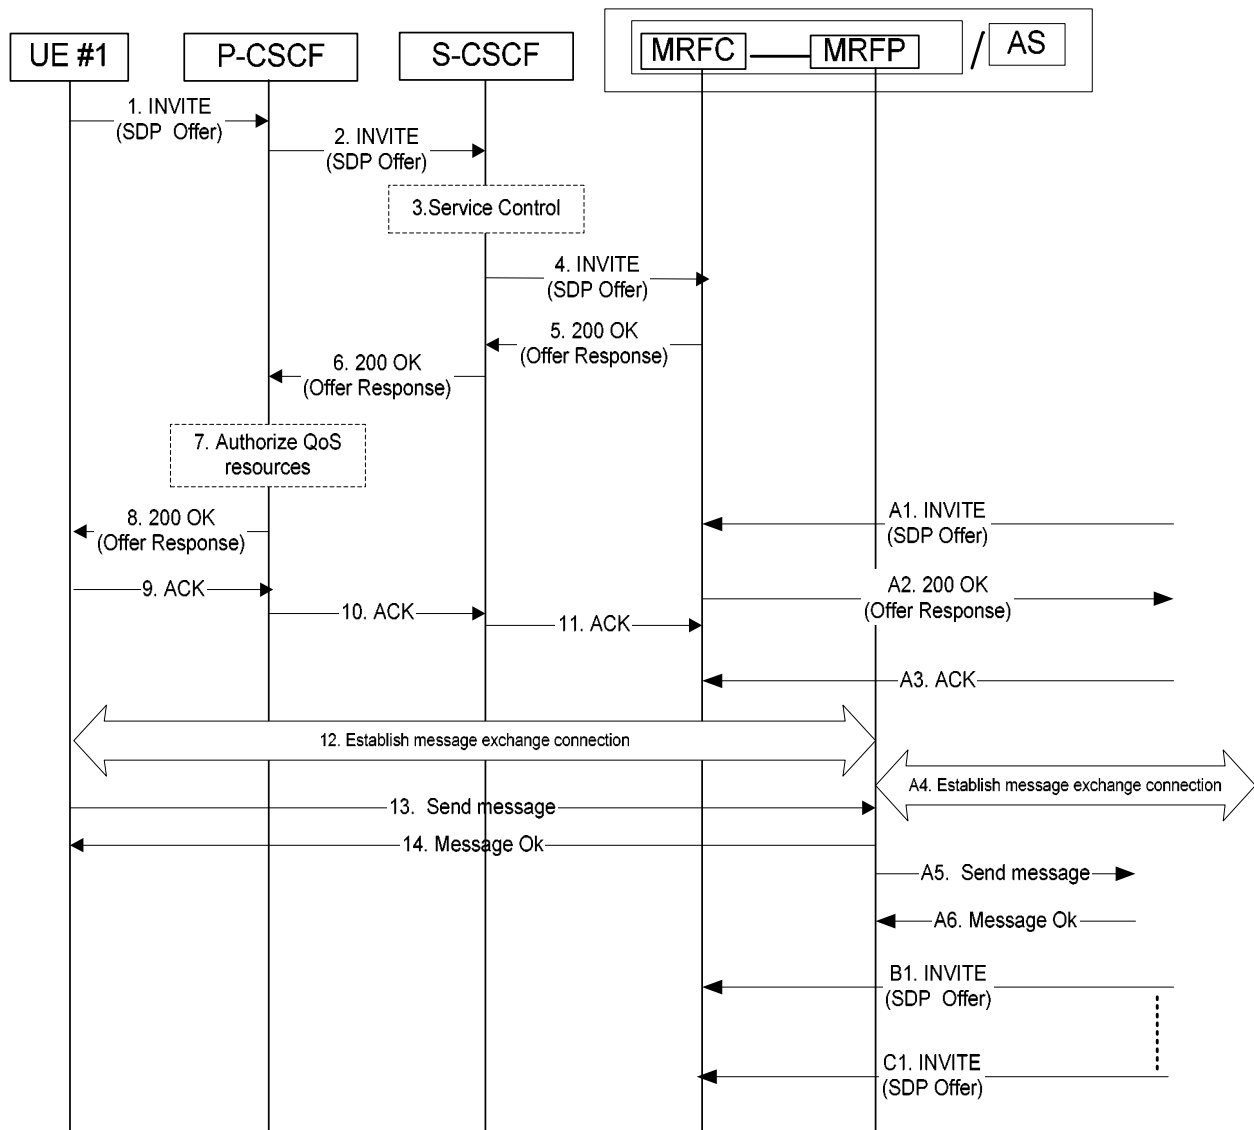 UE #1
P-CSCF
S-CSCF
MRFC
MRFP
/
AS
1. INVITE
(SDP Offer)
2. INVITE
(SDP Offer)
3.Service Control
4. INVITE
(SDP Offer)
5. 200 OK
(Offer Response)
6. 200 OK
(Offer Response)
7. Authorize QoS
resources
8. 200 OK
(Offer Response)
A1. INVITE
(SDP Offer)
9. ACK
A2. 200 OK
(Offer Response)
10. ACK
11. ACK
A3. ACK
12. Establish message exchange connection
A4. Establish message exchange connection
13. Send message
14. Message Ok
A5. Send message
A6. Message Ok
B1. INVITE
(SDP Offer)
C1. INVITE
(SDP Offer)